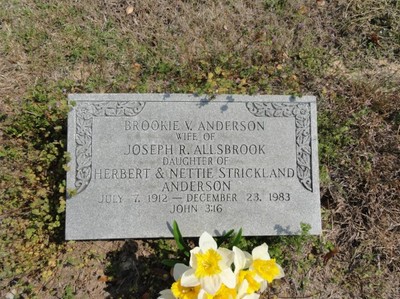 BROOKIE V. ANDERSON
WIFE OF
JOSEPH R. ALLSBROOK
DAUGHTER OF
HERBERT & NETTIE STRICKLAND
ANDERSON
JULY 7, 1912 — DECEMBER 23, 1983
JOHN 3:16